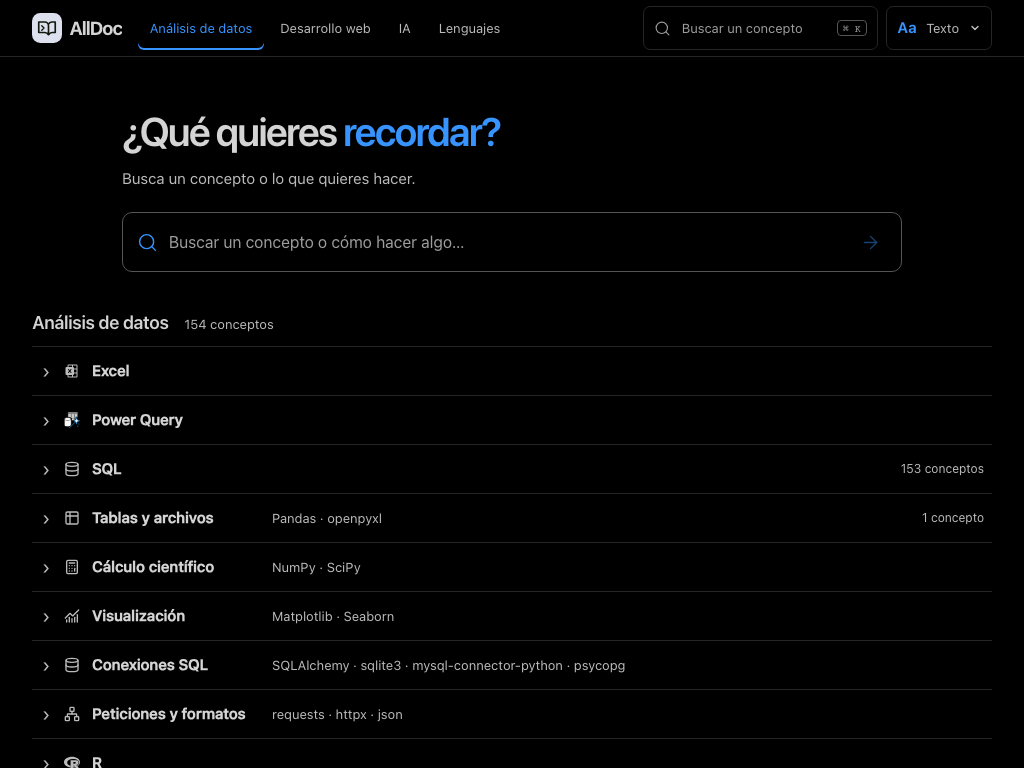 AllDoc
Análisis de datos
Desarrollo web
IA
Lenguajes
Buscar un concepto
⌘ K
Aa Texto
¿Qué quieres recordar?
Busca un concepto o lo que quieres hacer.
Buscar un concepto o cómo hacer algo...
Análisis de datos 154 conceptos
Excel
Power Query
SQL 153 conceptos
Tablas y archivos Pandas · openpyxl 1 concepto
Cálculo científico NumPy · SciPy
Visualización Matplotlib · Seaborn
Conexiones SQL SQLAlchemy · sqlite3 · mysql-connector-python · psycopg
Peticiones y formatos requests · httpx · json
R